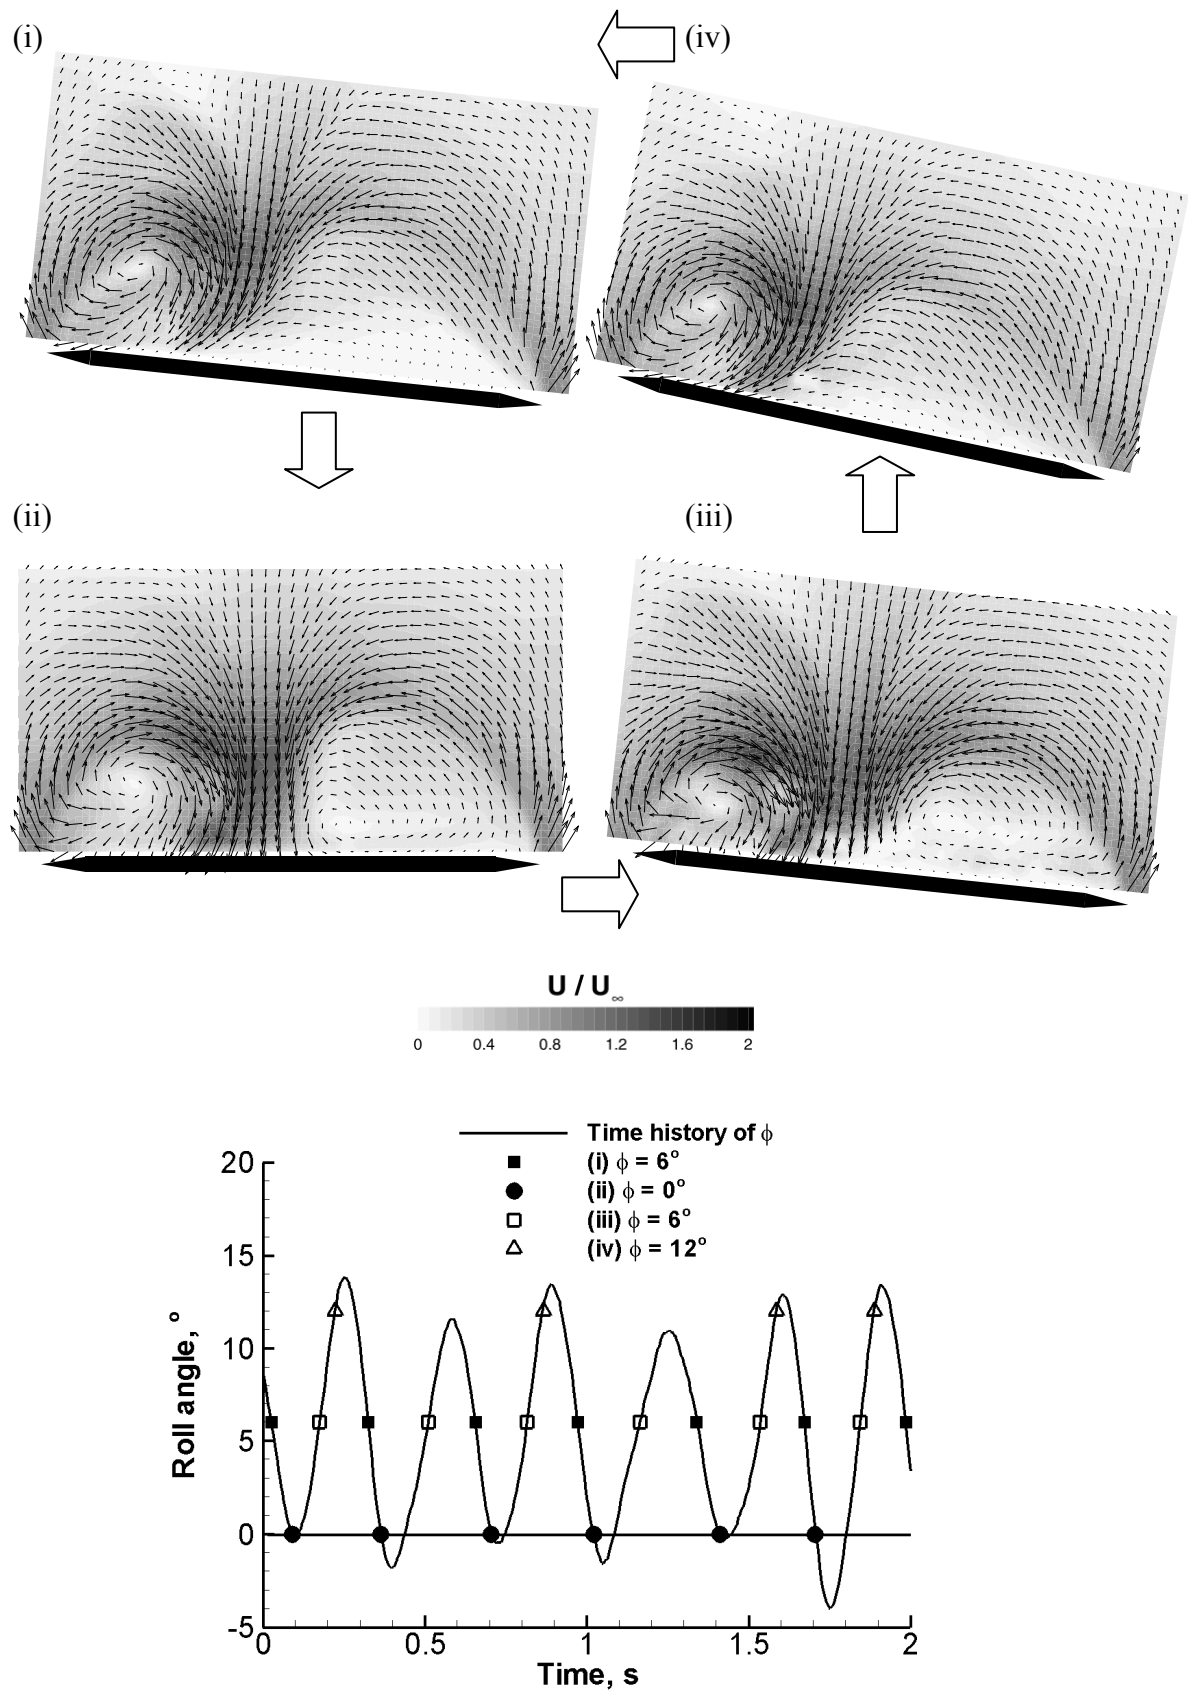 (i)
(iv)
(ii)
(iii)
U / U∞
0 0.4 0.8 1.2 1.6 2
Time history of ϕ
(i) ϕ = 6°
(ii) ϕ = 0°
(iii) ϕ = 6°
(iv) ϕ = 12°
20
15
10
5
0
-5
Roll angle, °
0 0.5 1 1.5 2
Time, s